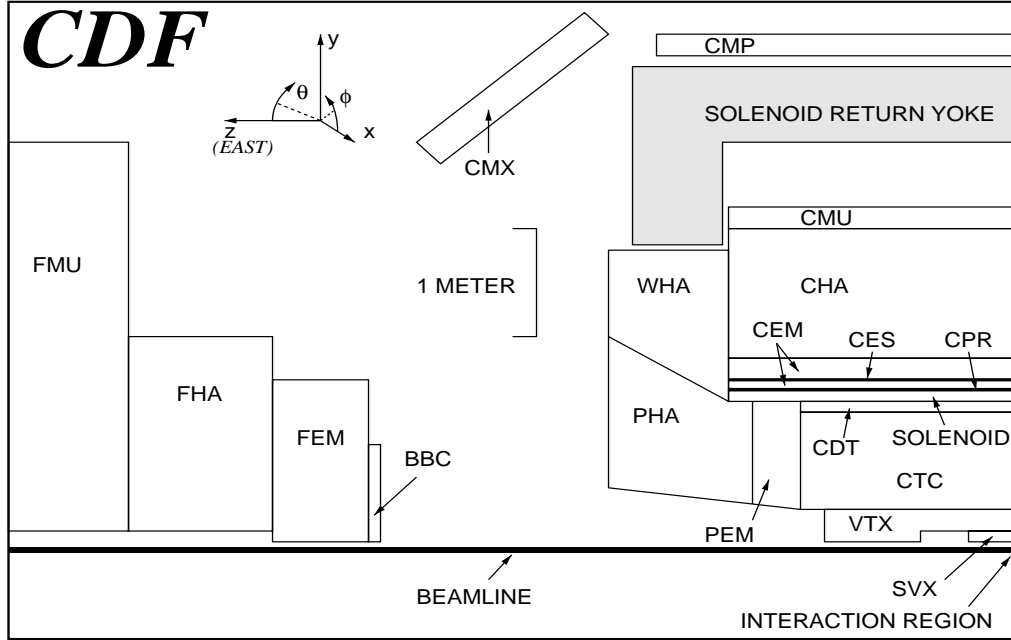 CDF
y
θ
φ
z
(EAST)
x
CMX
CMP
SOLENOID RETURN YOKE
CMU
FMU
1 METER
WHA
CHA
CEM
CES
CPR
FHA
PHA
FEM
BBC
CDT
SOLENOID
CTC
PEM
VTX
SVX
BEAMLINE
INTERACTION REGION